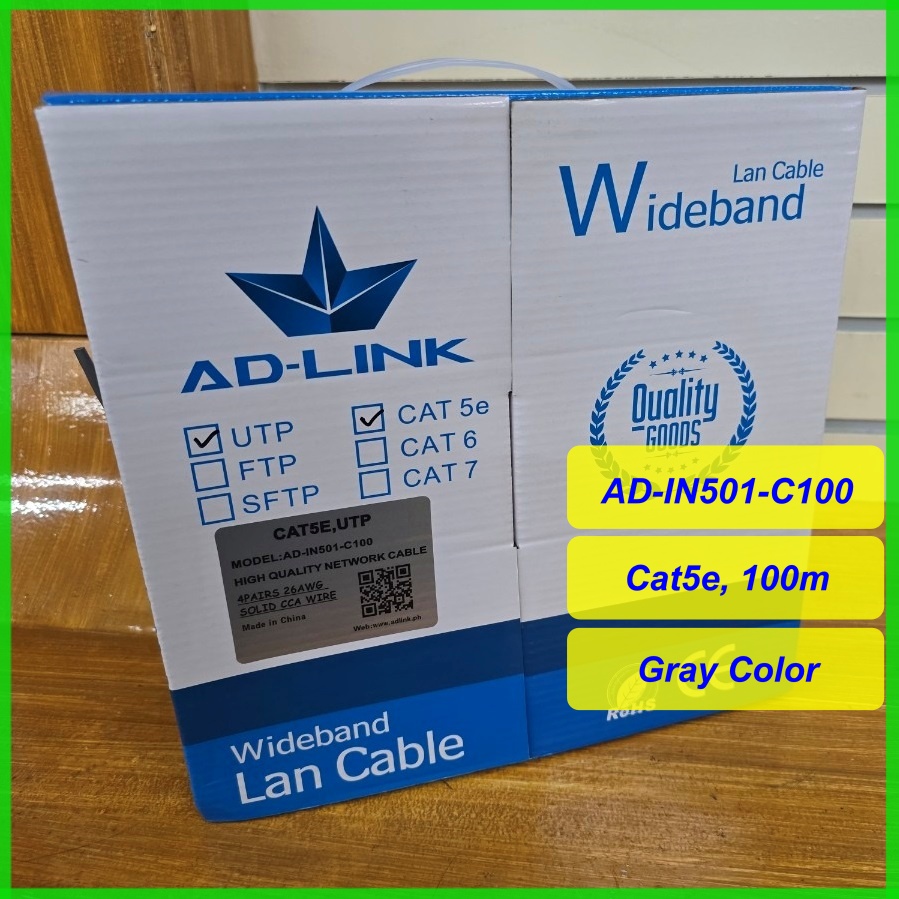 Lan Cable
Wideband
AD-LINK
UTP
FTP
SFTP
CAT 5e
CAT 6
CAT 7
CAT5E,UTP
MODEL:AD-IN501-C100
HIGH QUALITY NETWORK CABLE
4PAIRS 26AWG
SOLID CCA WIRE
Made in China
Web:www.adlink.ph
Quality
GOODS
AD-IN501-C100
Cat5e, 100m
Gray Color
RoHS
CE
Wideband
Lan Cable